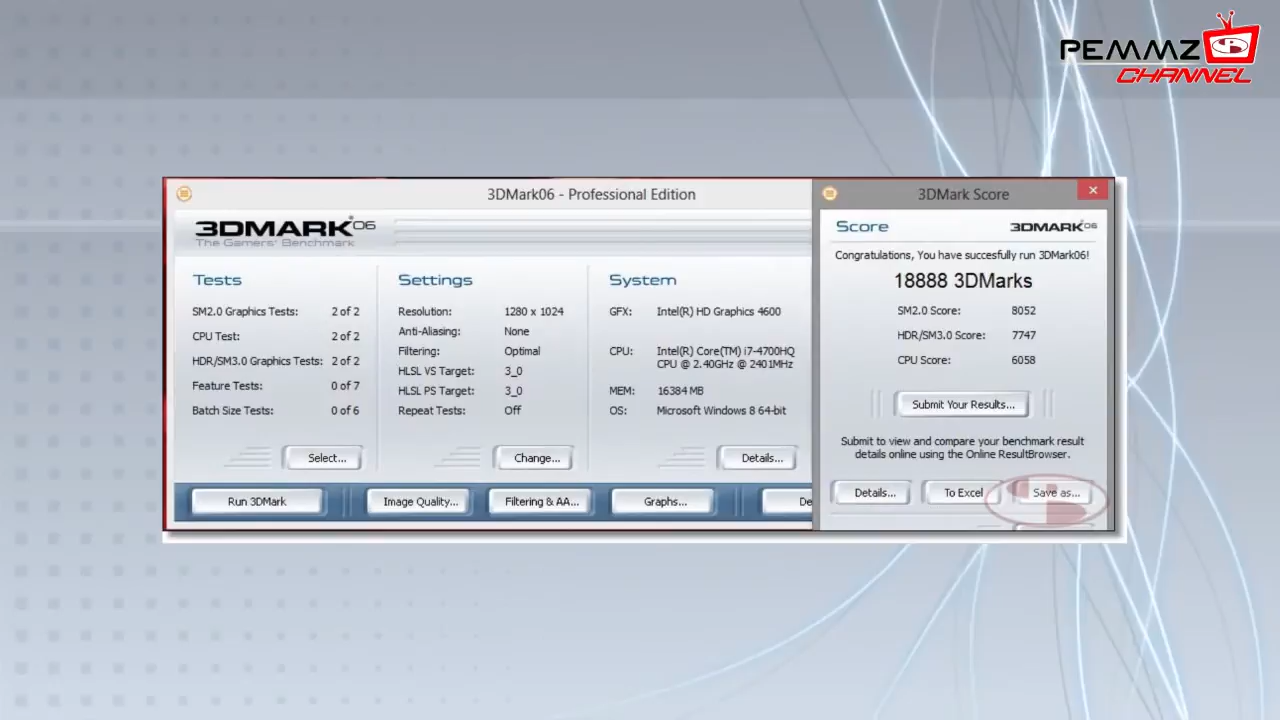 PEMMZ
CHANNEL
3DMark06 - Professional Edition
3DMARK06
The Gamers' Benchmark
Tests
SM2.0 Graphics Tests: 2 of 2
CPU Test: 2 of 2
HDR/SM3.0 Graphics Tests: 2 of 2
Feature Tests: 0 of 7
Batch Size Tests: 0 of 6
Select...
Settings
Resolution: 1280 x 1024
Anti-Aliasing: None
Filtering: Optimal
HLSL VS Target: 3_0
HLSL PS Target: 3_0
Repeat Tests: Off
Change...
System
GFX: Intel(R) HD Graphics 4600
CPU: Intel(R) Core(TM) i7-4700HQ
CPU @ 2.40GHz @ 2401MHz
MEM: 16384 MB
OS: Microsoft Windows 8 64-bit
Details...
Run 3DMark
Image Quality...
Filtering & AA...
Graphs...
De
3DMark Score
Score
3DMARK06
Congratulations, You have succesfully run 3DMark06!
18888 3DMarks
SM2.0 Score: 8052
HDR/SM3.0 Score: 7747
CPU Score: 6058
Submit Your Results...
Submit to view and compare your benchmark result
details online using the Online ResultBrowser.
Details...
To Excel
Save as...